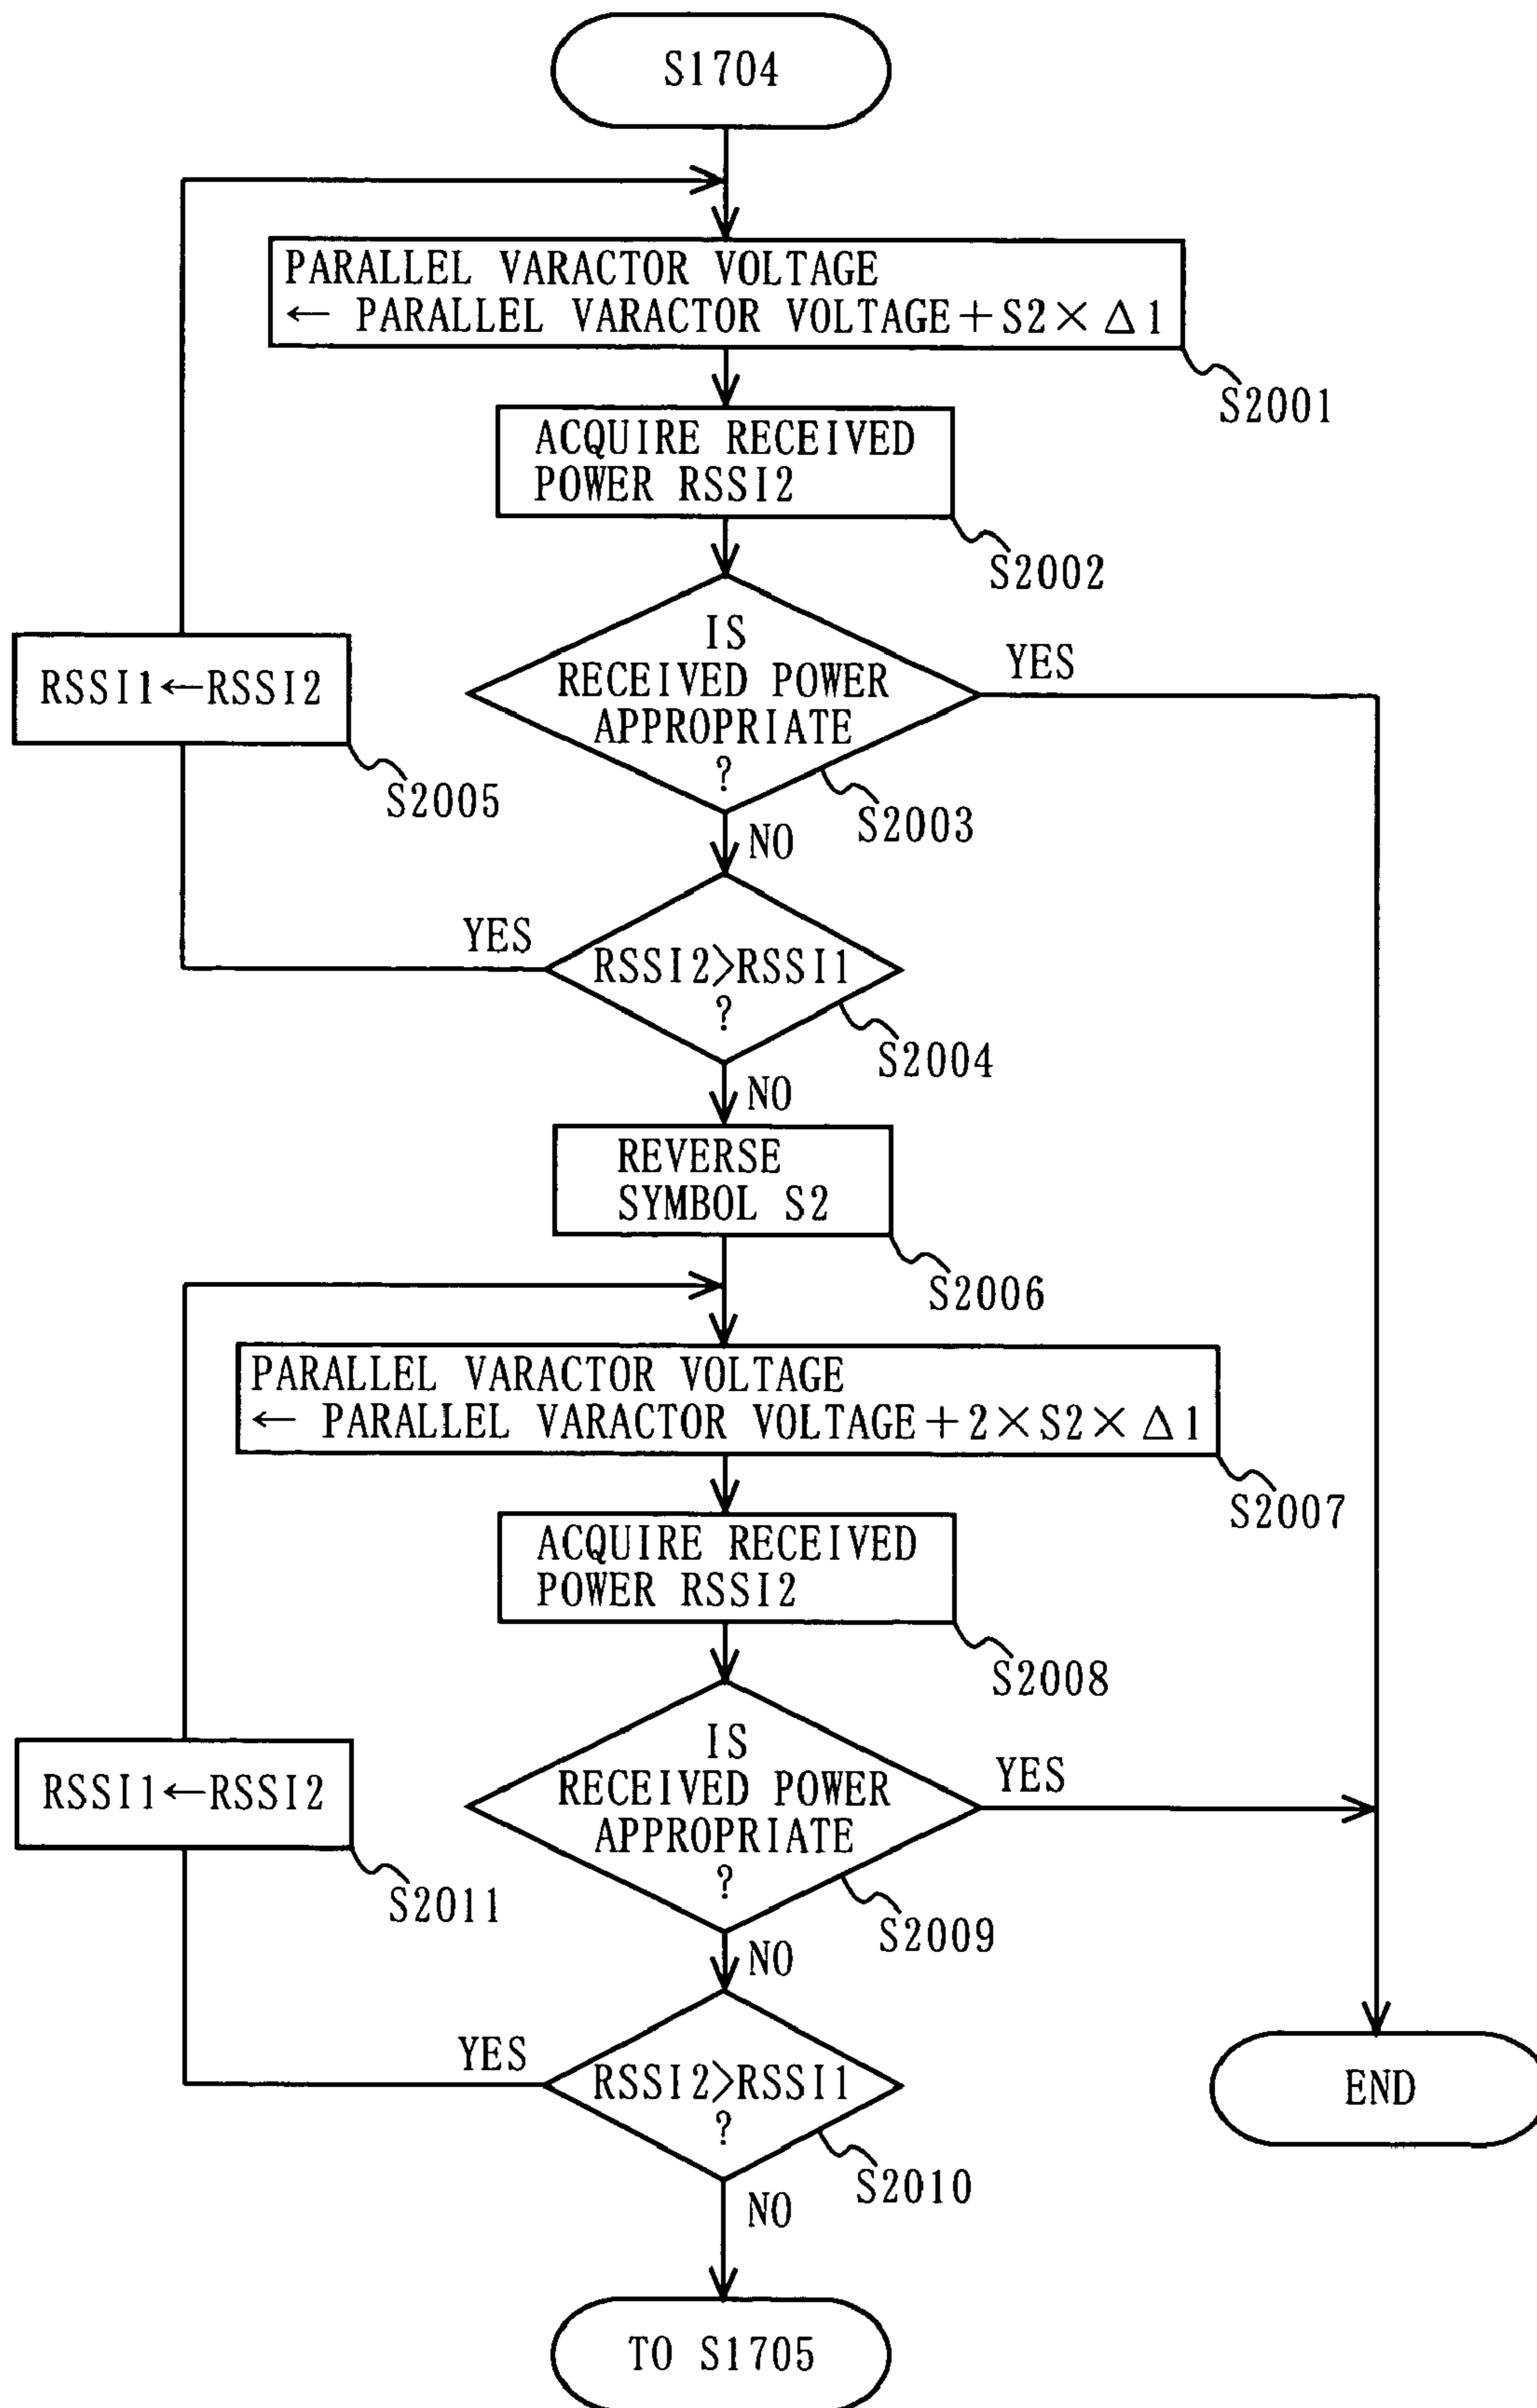 S1704
PARALLEL VARACTOR VOLTAGE
← PARALLEL VARACTOR VOLTAGE+S2×Δ1
S2001
ACQUIRE RECEIVED
POWER RSSI2
S2002
IS
RECEIVED POWER
APPROPRIATE
?
YES
S2003
NO
RSSI1←RSSI2
S2005
YES
RSSI2>RSSI1
?
S2004
NO
REVERSE
SYMBOL S2
S2006
PARALLEL VARACTOR VOLTAGE
← PARALLEL VARACTOR VOLTAGE+2×S2×Δ1
S2007
ACQUIRE RECEIVED
POWER RSSI2
S2008
IS
RECEIVED POWER
APPROPRIATE
?
YES
S2009
NO
RSSI1←RSSI2
S2011
YES
RSSI2>RSSI1
?
S2010
NO
END
TO S1705